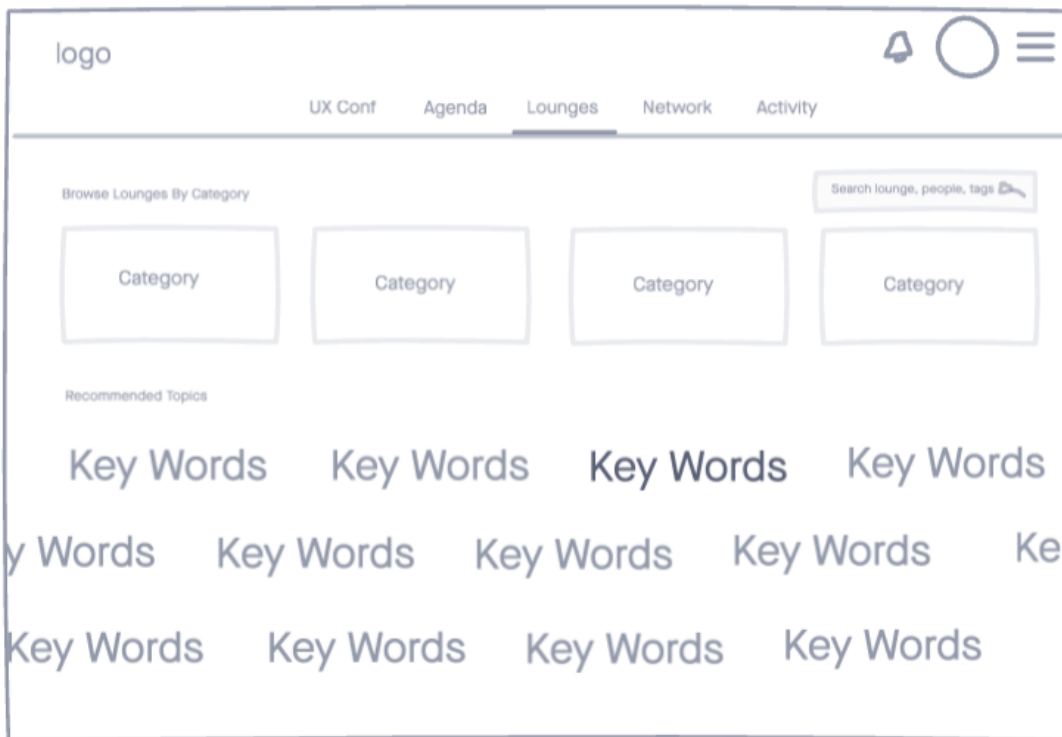 logo
UX Conf Agenda Lounges Network Activity
Browse Lounges By Category
Search lounge, people, tags
Category Category Category Category
Recommended Topics
Key Words Key Words Key Words Key Words
y Words Key Words Key Words Key Words Ke
Key Words Key Words Key Words Key Words